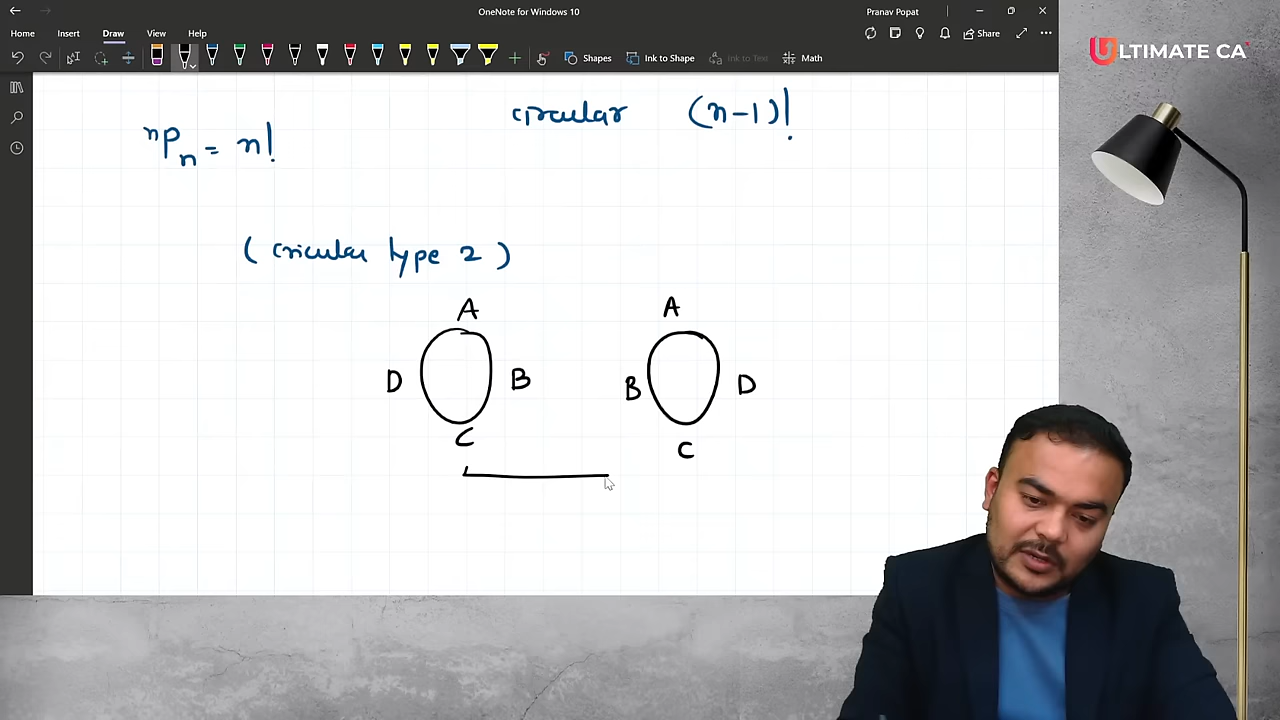 OneNote for Windows 10
Pranav Popat
Home Insert Draw View Help
Share
Shapes Ink to Shape Ink to Text Math
ULTIMATE CA
circular (n-1)!
nPn = n!
(circular type 2)
A A
D B B D
C C